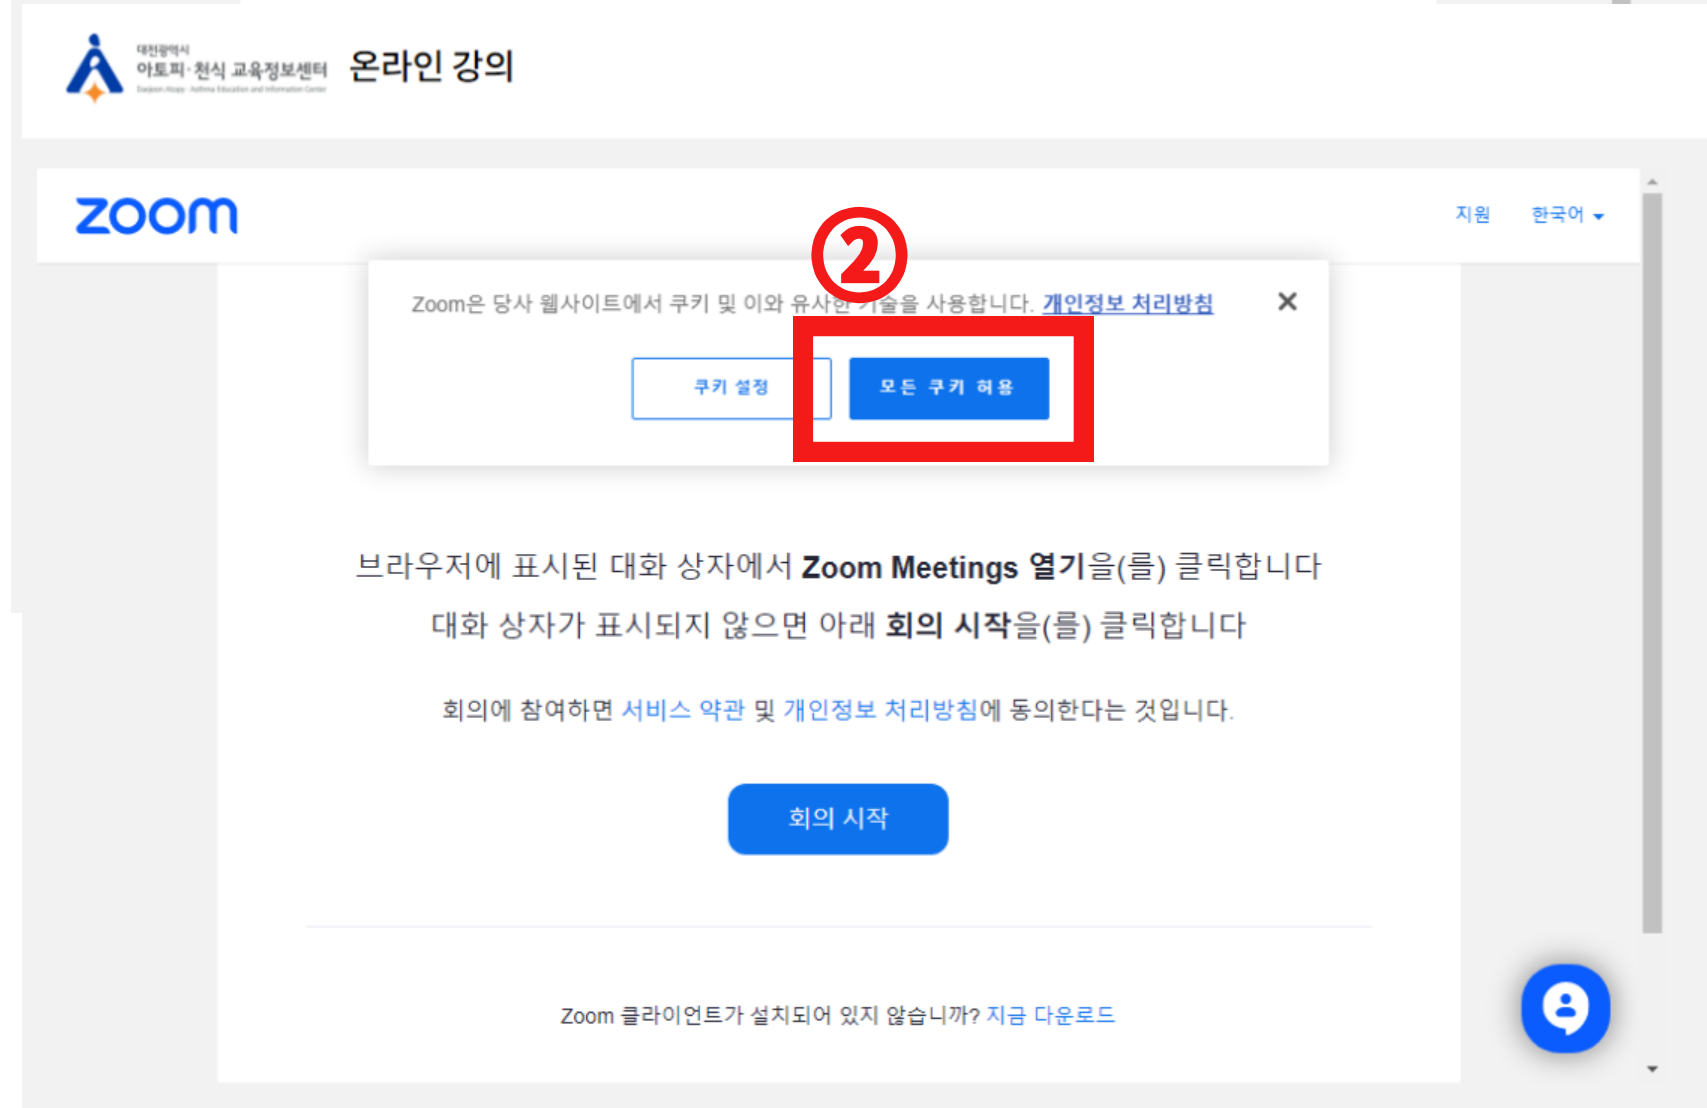 대전광역시
아토피·천식 교육정보센터
Daejeon Atopy · Asthma Education and Information Center
온라인 강의
zoom
지원
한국어
②
Zoom은 당사 웹사이트에서 쿠키 및 이와 유사한 기술을 사용합니다. 개인정보 처리방침
쿠키 설정
모든 쿠키 허용
브라우저에 표시된 대화 상자에서 Zoom Meetings 열기을(를) 클릭합니다
대화 상자가 표시되지 않으면 아래 회의 시작을(를) 클릭합니다
회의에 참여하면 서비스 약관 및 개인정보 처리방침에 동의한다는 것입니다.
회의 시작
Zoom 클라이언트가 설치되어 있지 않습니까? 지금 다운로드